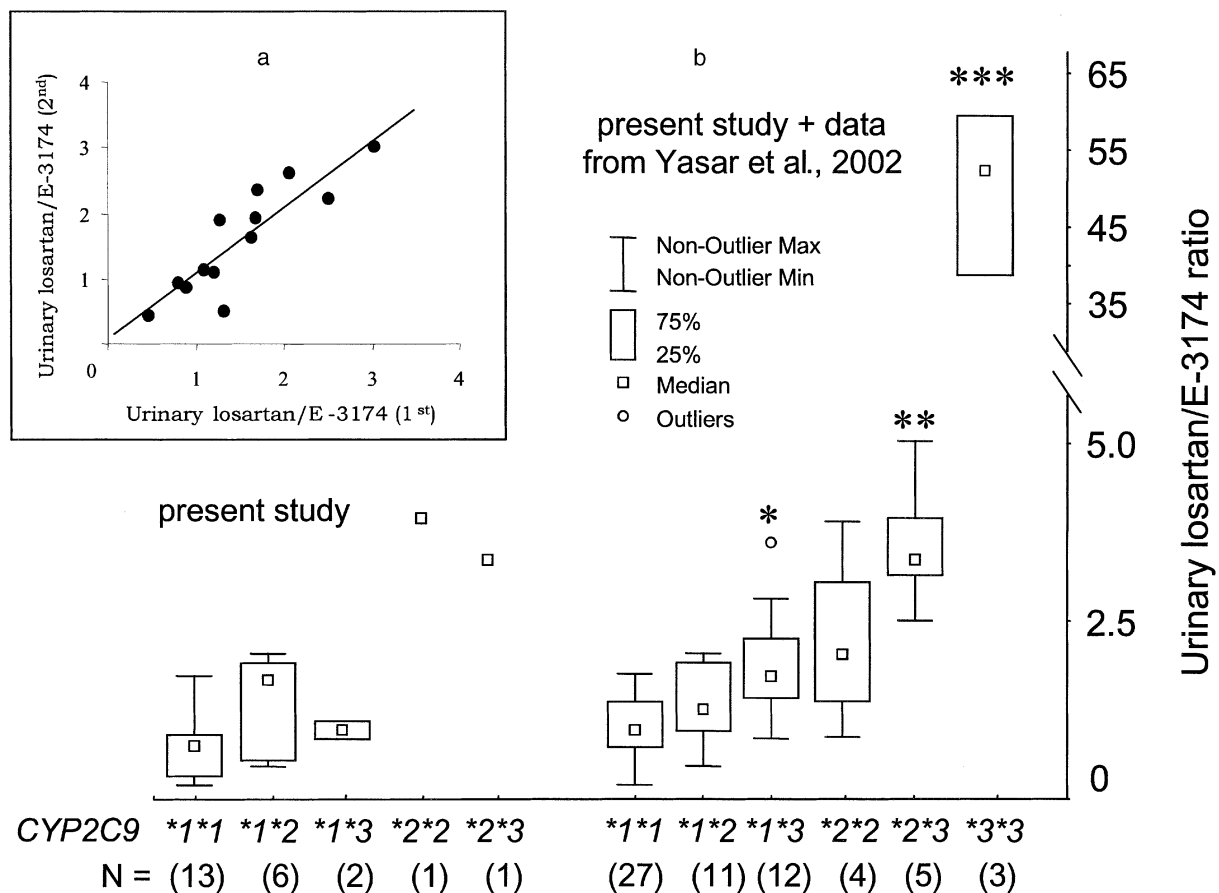 a
4
3
2
1
0
1
2
3
4
Urinary losartan/E-3174 (2nd)
Urinary losartan/E -3174 (1 st)
b
present study + data
from Yasar et al., 2002
Non-Outlier Max
Non-Outlier Min
75%
25%
Median
Outliers
***
**
*
65
55
45
35
5.0
2.5
0
Urinary losartan/E-3174 ratio
present study
CYP2C9 *1*1 *1*2 *1*3 *2*2 *2*3 *1*1 *1*2 *1*3 *2*2 *2*3 *3*3
N = (13) (6) (2) (1) (1) (27) (11) (12) (4) (5) (3)